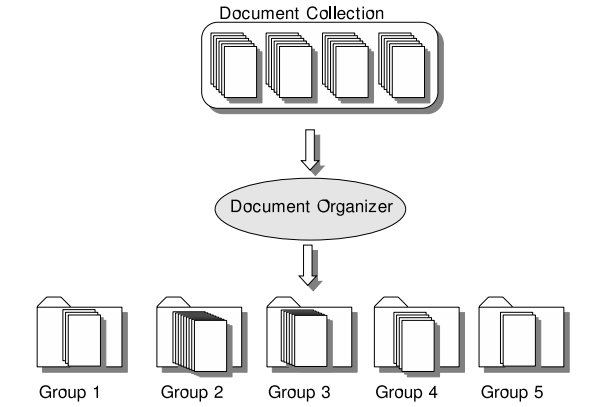 Document Collection
Document Organizer
Group 1
Group 2
Group 3
Group 4
Group 5